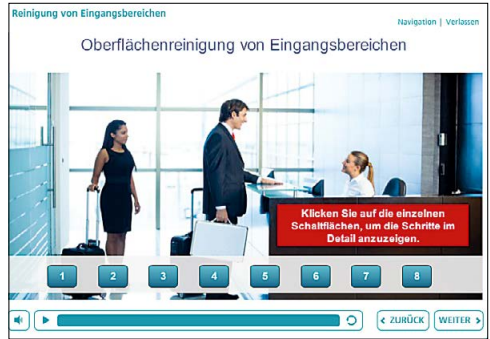 Reinigung von Eingangsbereichen
Navigation | Verlassen
Oberflächenreinigung von Eingangsbereichen
Klicken Sie auf die einzelnen
Schaltflächen, um die Schritte im
Detail anzuzeigen.
1 2 3 4 5 6 7 8
ZURÜCK WEITER